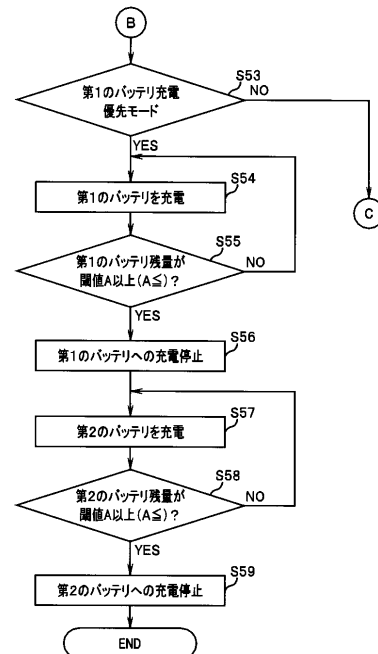 B
S53
第1のバッテリ充電
優先モード
NO
YES
C
S54
第1のバッテリを充電
S55
第1のバッテリ残量が
閾値A以上(A≦)?
NO
YES
S56
第1のバッテリへの充電停止
S57
第2のバッテリを充電
S58
第2のバッテリ残量が
閾値A以上(A≦)?
NO
YES
S59
第2のバッテリへの充電停止
END